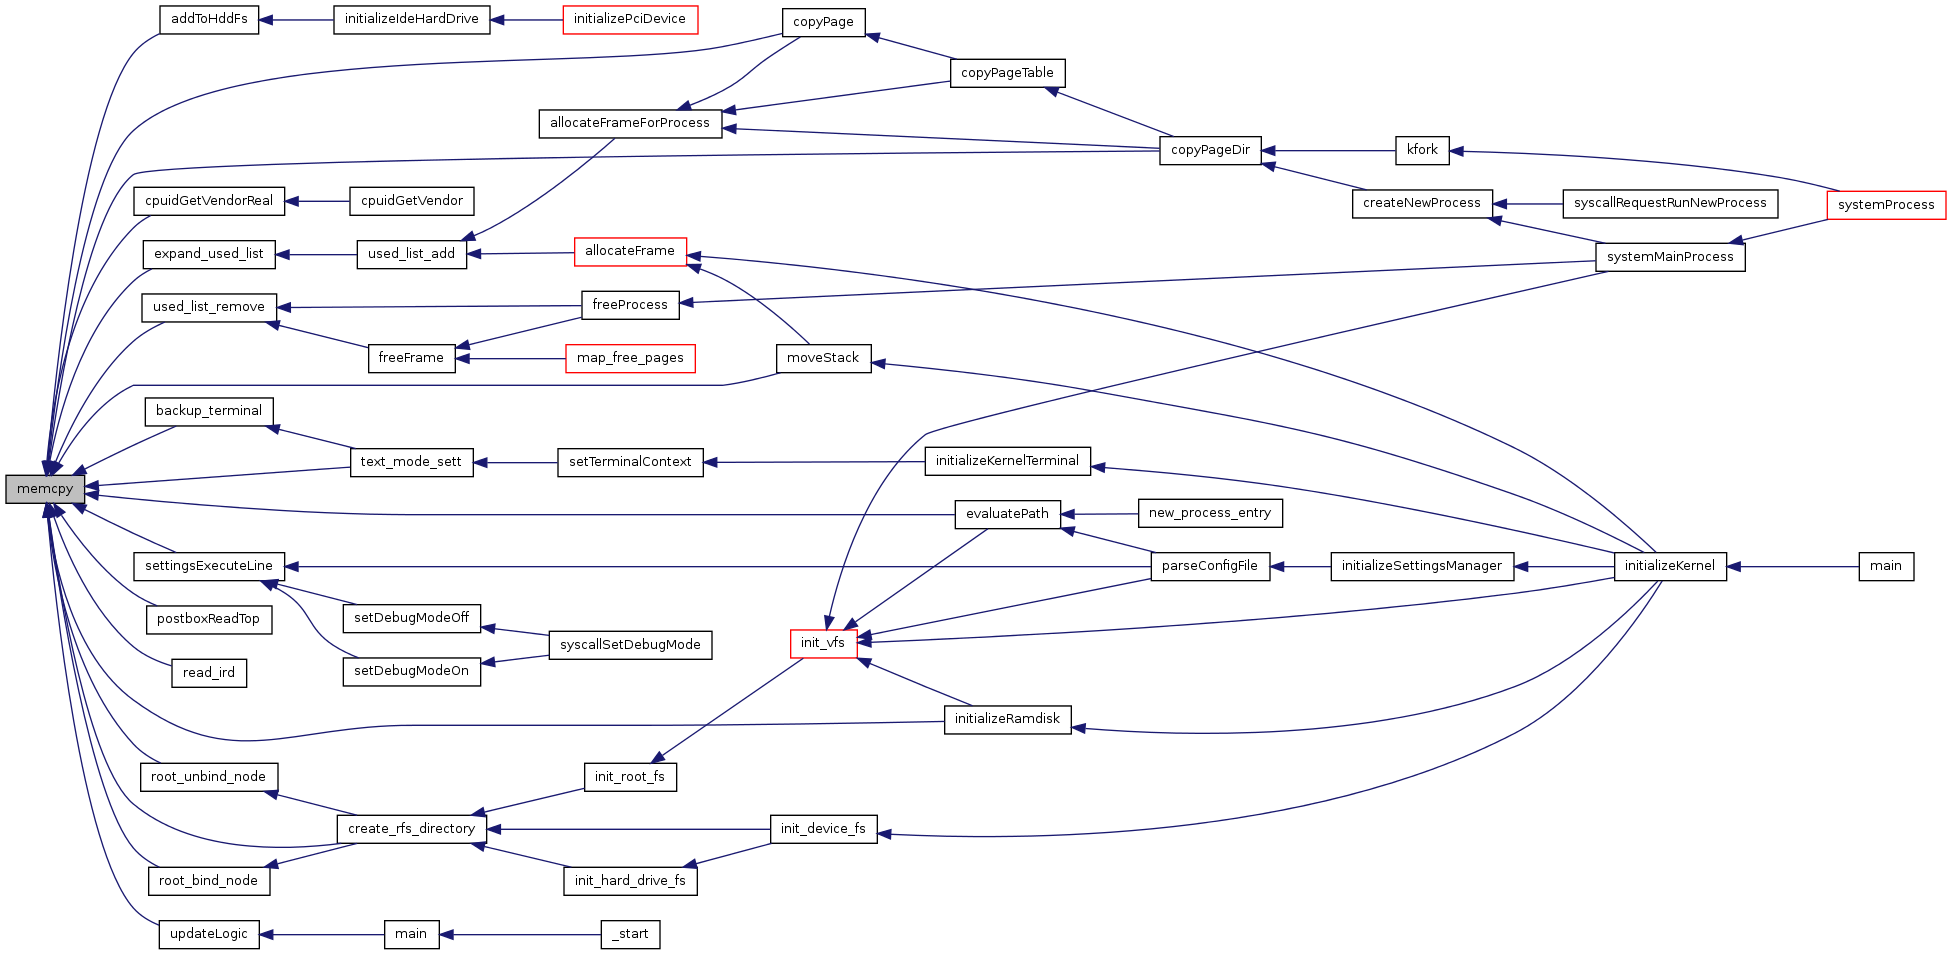 addToHddFs
initializeIdeHardDrive
initializePciDevice
copyPage
copyPageTable
allocateFrameForProcess
copyPageDir
kfork
cpuidGetVendorReal
cpuidGetVendor
createNewProcess
syscallRequestRunNewProcess
systemProcess
expand_used_list
used_list_add
allocateFrame
systemMainProcess
used_list_remove
freeProcess
freeFrame
map_free_pages
moveStack
backup_terminal
text_mode_sett
setTerminalContext
initializeKernelTerminal
memcpy
evaluatePath
new_process_entry
settingsExecuteLine
parseConfigFile
initializeSettingsManager
initializeKernel
main
postboxReadTop
setDebugModeOff
syscallSetDebugMode
init_vfs
read_ird
setDebugModeOn
initializeRamdisk
root_unbind_node
init_root_fs
create_rfs_directory
init_device_fs
root_bind_node
init_hard_drive_fs
updateLogic
main
_start